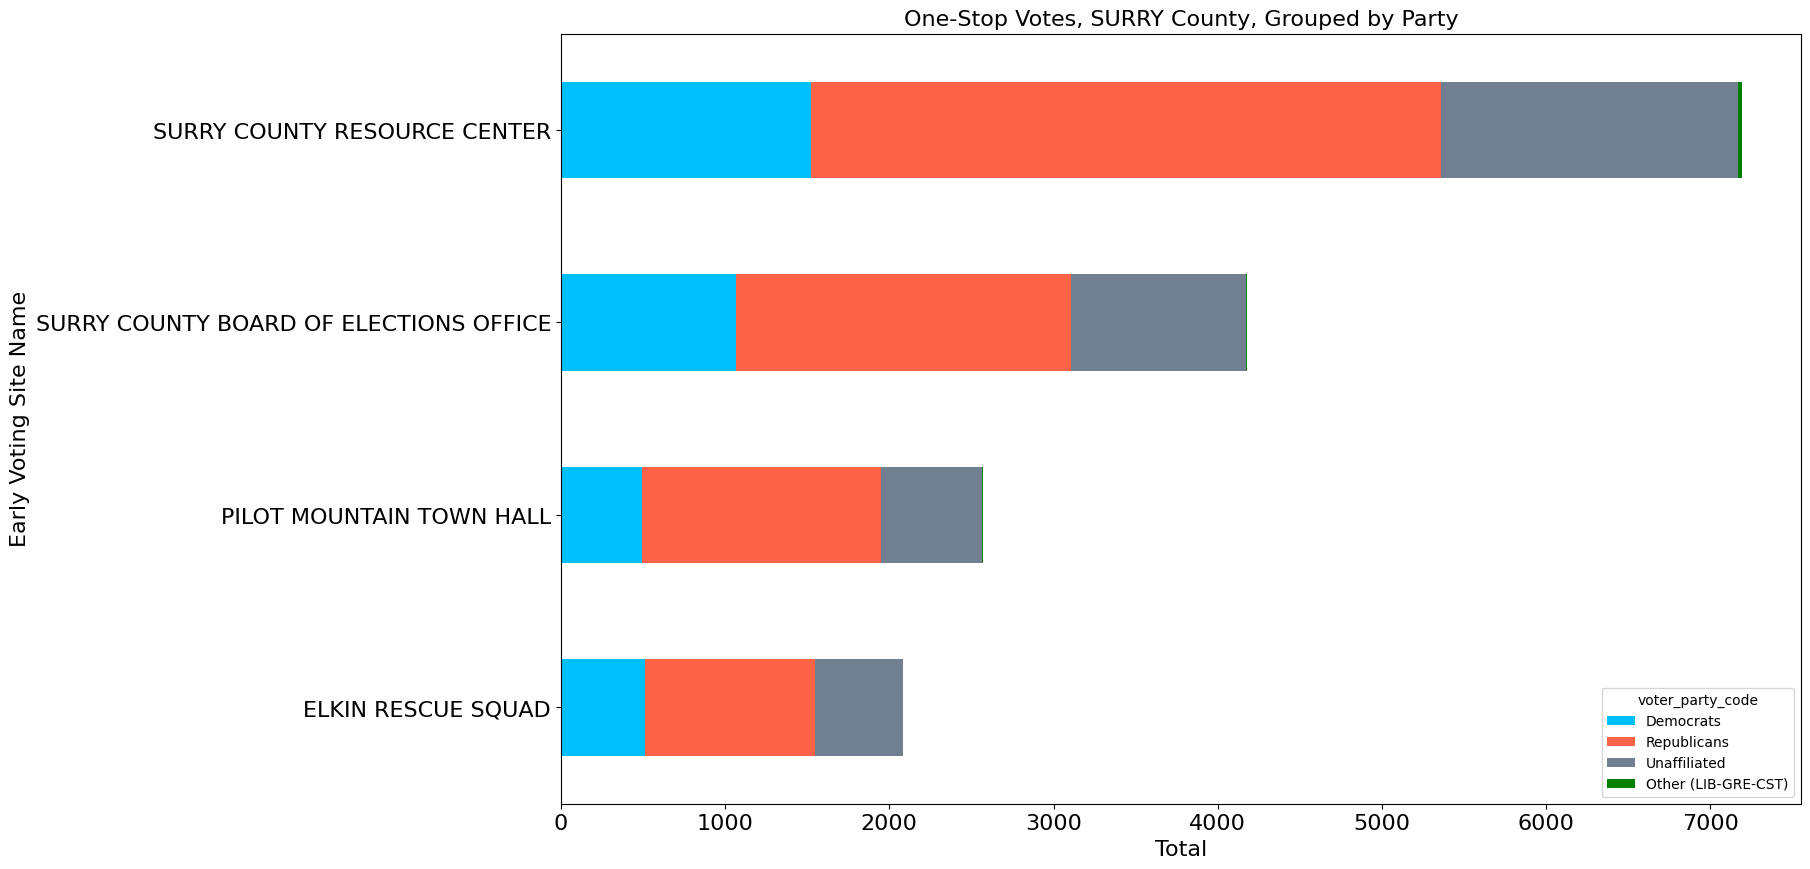 One-Stop Votes, SURRY County, Grouped by Party
Early Voting Site Name
SURRY COUNTY RESOURCE CENTER
SURRY COUNTY BOARD OF ELECTIONS OFFICE
PILOT MOUNTAIN TOWN HALL
ELKIN RESCUE SQUAD
voter_party_code
Democrats
Republicans
Unaffiliated
Other (LIB-GRE-CST)
0 1000 2000 3000 4000 5000 6000 7000
Total